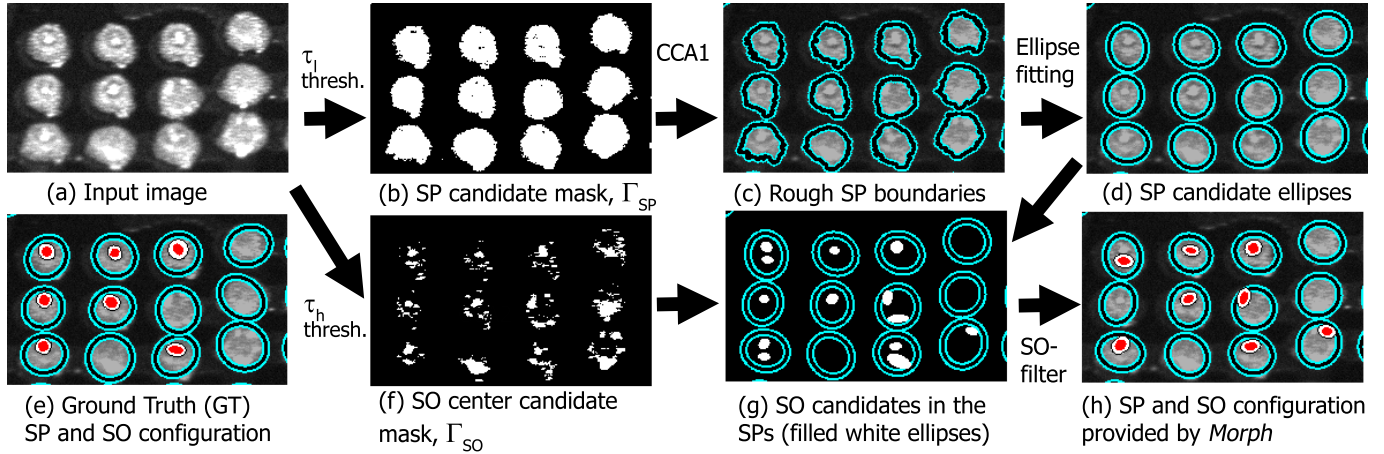 τl
thresh.
CCA1
Ellipse
fitting
(a) Input image
(b) SP candidate mask, ΓSP
(c) Rough SP boundaries
(d) SP candidate ellipses
τh
thresh.
SO-
filter
(e) Ground Truth (GT)
SP and SO configuration
(f) SO center candidate
mask, ΓSO
(g) SO candidates in the
SPs (filled white ellipses)
(h) SP and SO configuration
provided by Morph